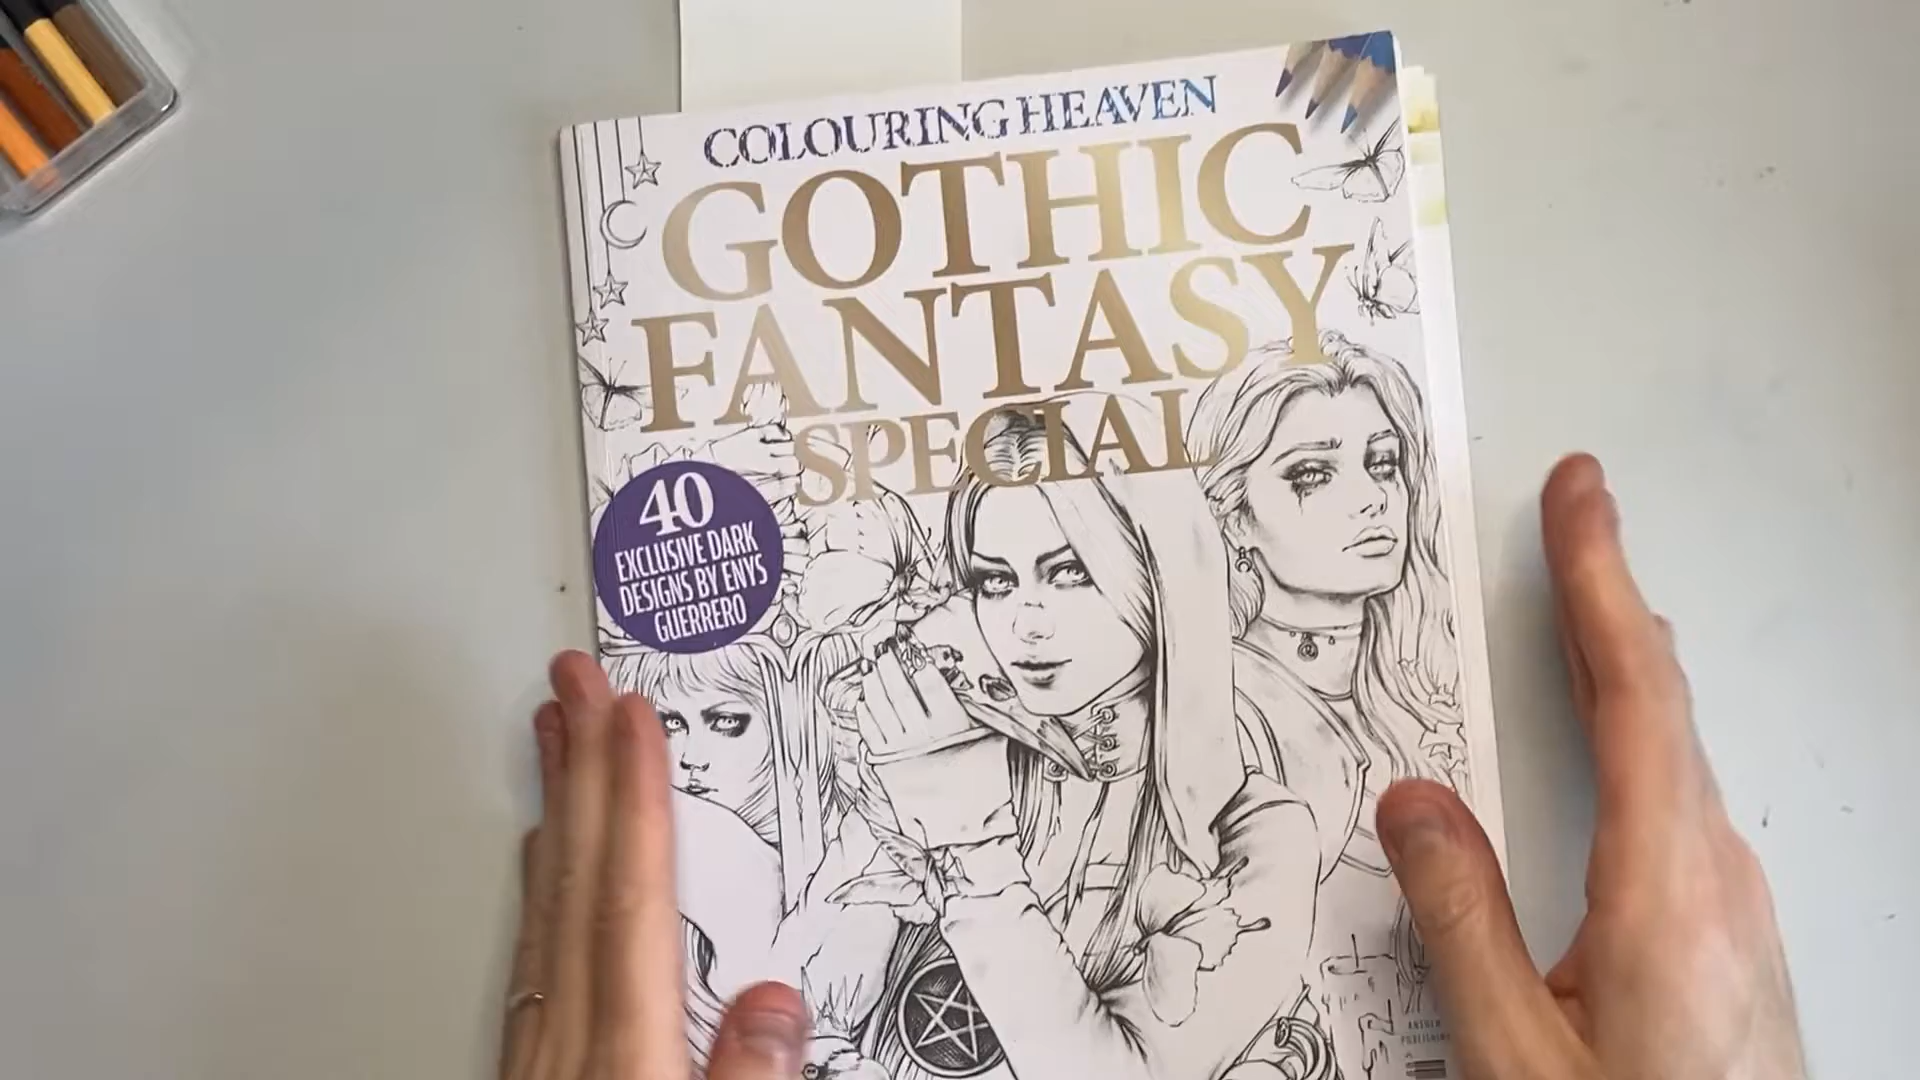 COLOURING HEAVEN
GOTHIC
FANTASY
SPECIAL
40
EXCLUSIVE DARK
DESIGNS BY ENYS
GUERRERO